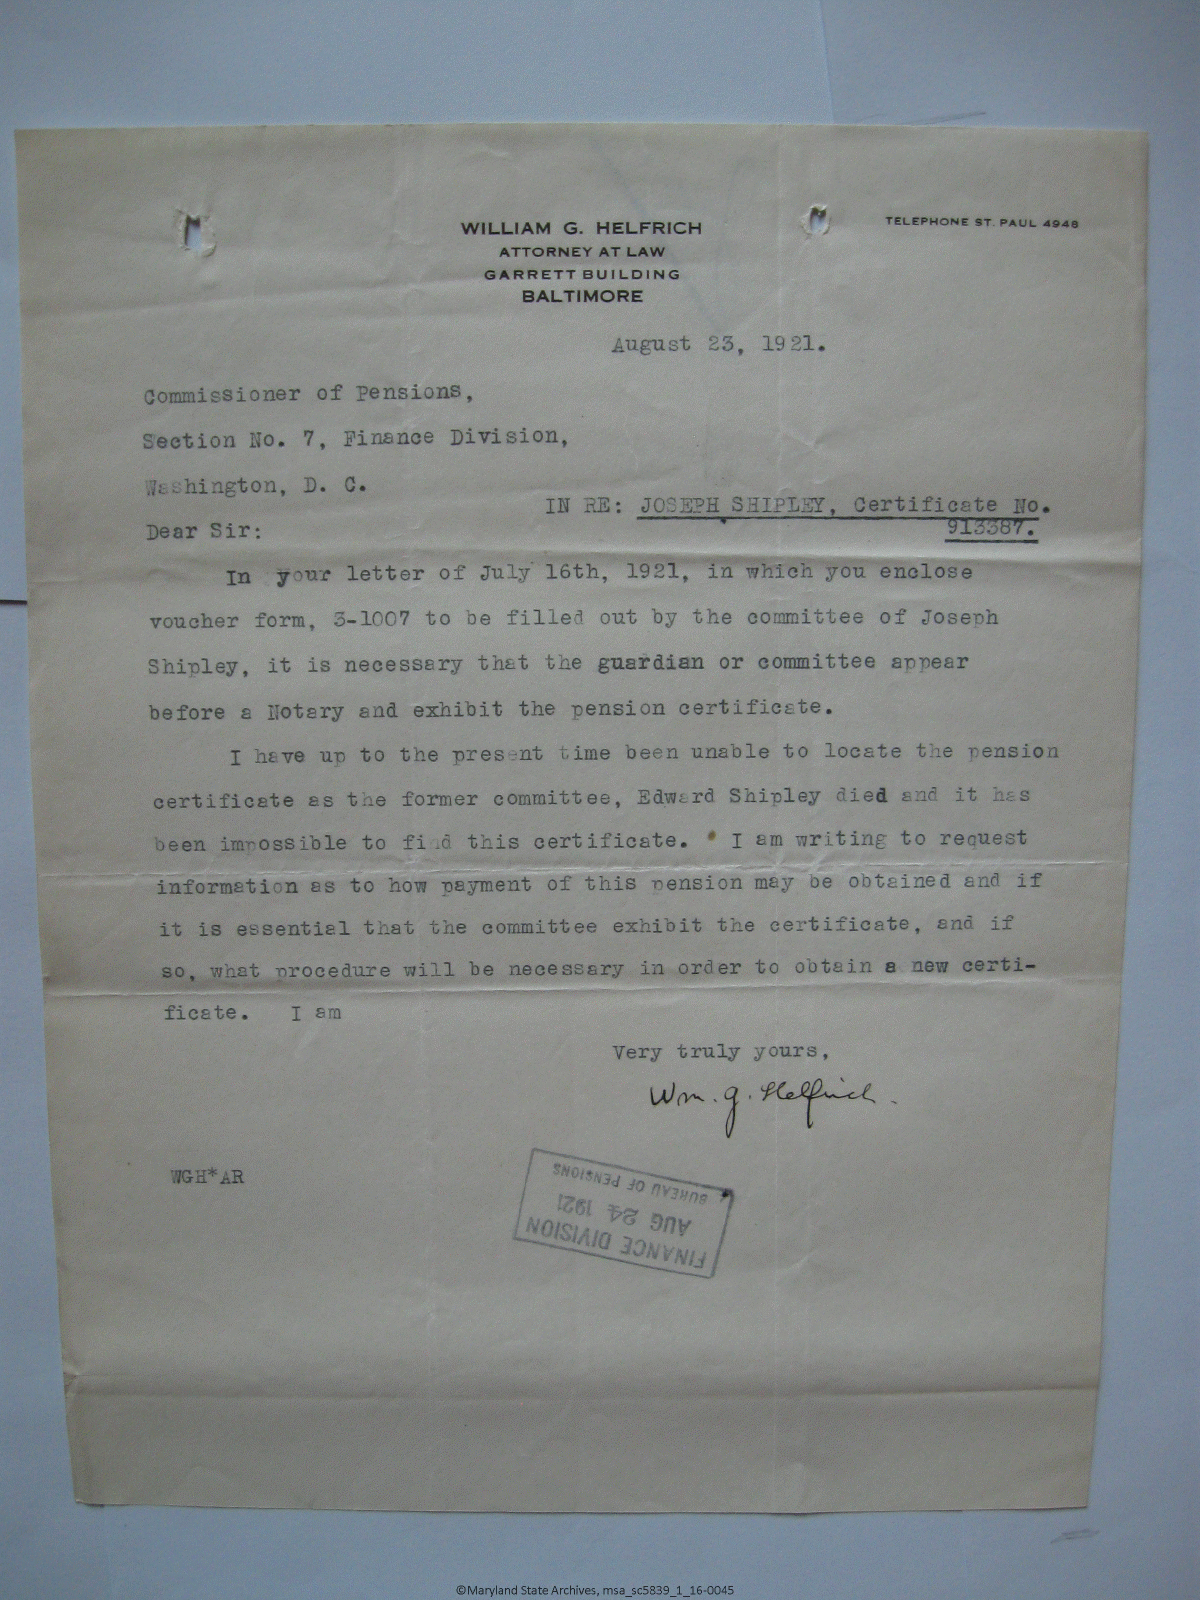 WILLIAM G. HELFRICH
ATTORNEY AT LAW
GARRETT BUILDING
BALTIMORE
TELEPHONE ST. PAUL 4948
August 23, 1921.
Commissioner of Pensions,
Section No. 7, Finance Division,
Washington, D. C.
IN RE: JOSEPH SHIPLEY, Certificate No.
913387.
Dear Sir:
In your letter of July 16th, 1921, in which you enclose
voucher form, 3-1007 to be filled out by the committee of Joseph
Shipley, it is necessary that the guardian or committee appear
before a Notary and exhibit the pension certificate.
I have up to the present time been unable to locate the pension
certificate as the former committee, Edward Shipley died and it has
been impossible to find this certificate. I am writing to request
information as to how payment of this pension may be obtained and if
it is essential that the committee exhibit the certificate, and if
so, what procedure will be necessary in order to obtain a new certi-
ficate. I am
Very truly yours,
Wm. G. Helfrich.
WGH*AR
FINANCE DIVISION
AUG 24 1921
BUREAU OF PENSIONS
©Maryland State Archives, msa_sc5839_1_16-0045